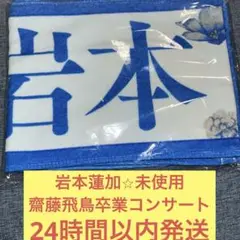 岩本
岩本蓮加☆未使用
齋藤飛鳥卒業コンサート
24時間以内発送